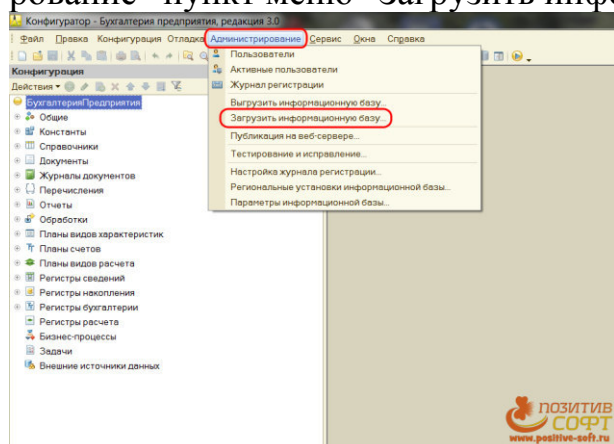 рование" пункт меню "Загрузить инфо
Конфигуратор - Бухгалтерия предприятия, редакция 3.0
Файл Правка Конфигурация Отладка Администрирование Сервис Окна Справка
Конфигурация
Действия
БухгалтерияПредприятия
Общие
Константы
Справочники
Документы
Журналы документов
Перечисления
Отчеты
Обработки
Планы видов характеристик
Планы счетов
Планы видов расчета
Регистры сведений
Регистры накопления
Регистры бухгалтерии
Регистры расчета
Бизнес-процессы
Задачи
Внешние источники данных
Пользователи
Активные пользователи
Журнал регистрации
Выгрузить информационную базу...
Загрузить информационную базу...
Публикация на веб-сервере...
Тестирование и исправление...
Настройка журнала регистрации...
Региональные установки информационной базы...
Параметры информационной базы...
ПОЗИТИВ
СОФТ
www.positive-soft.ru